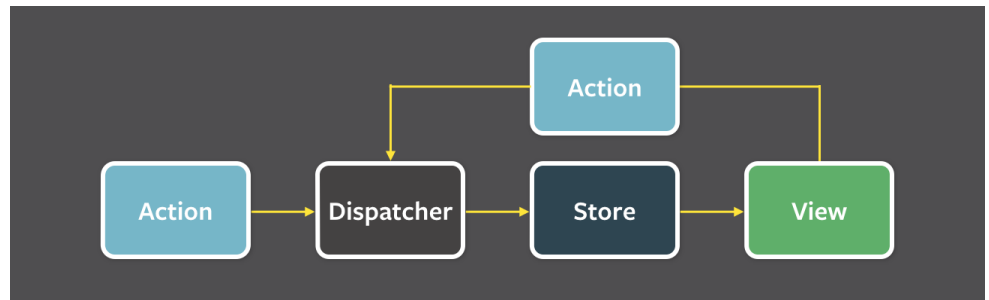 Action
Action
Dispatcher
Store
View